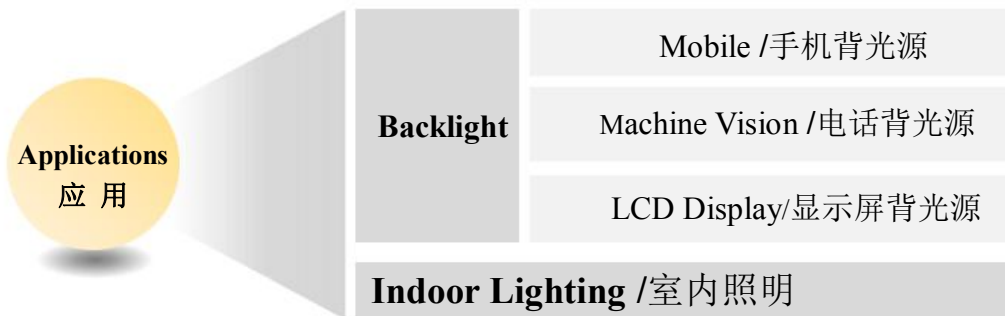 Applications
应 用
Backlight
Mobile /手机背光源
Machine Vision /电话背光源
LCD Display/显示屏背光源
Indoor Lighting /室内照明